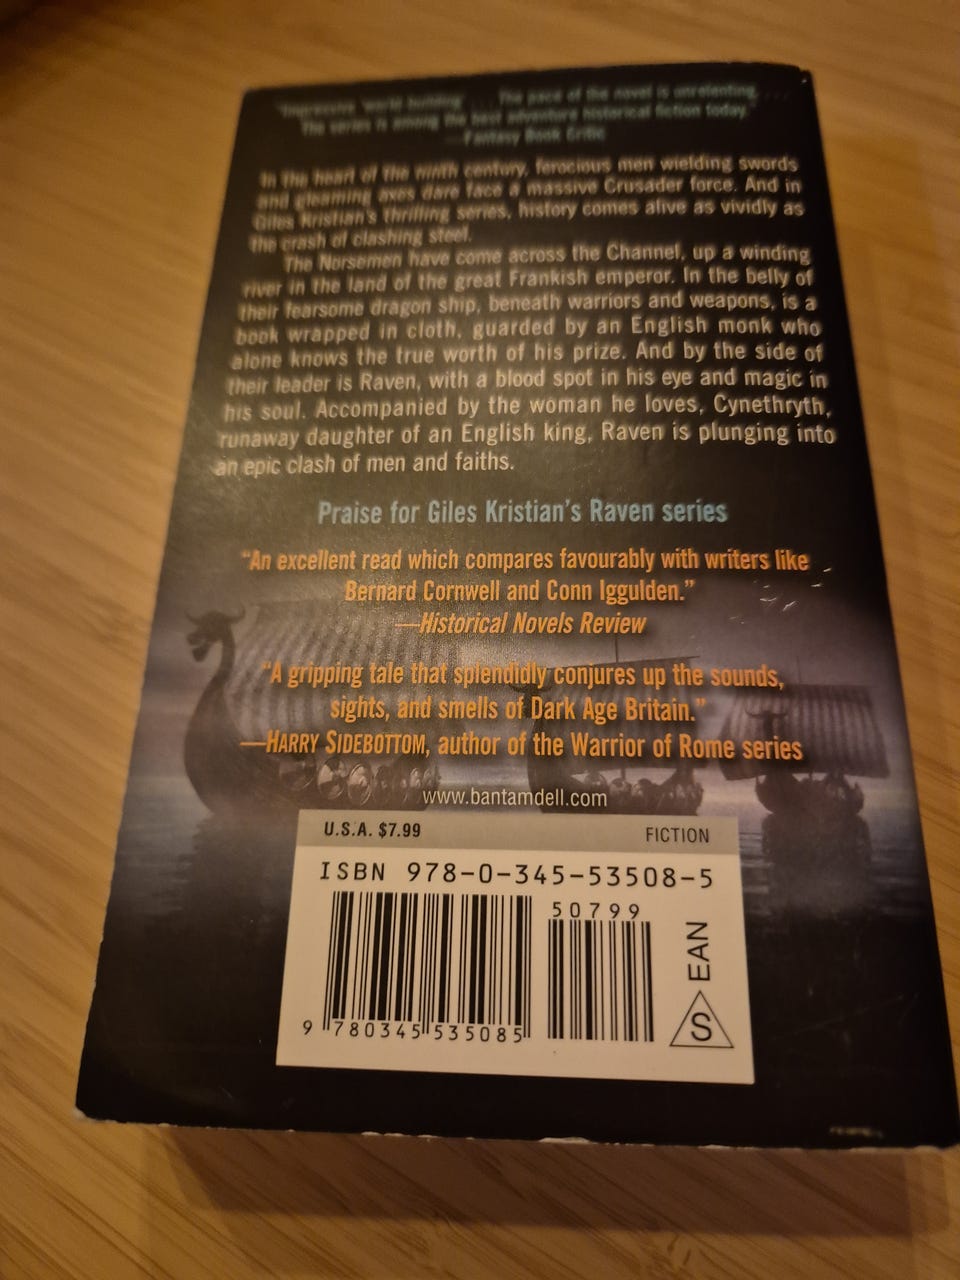 "Impressive world building . . . . The pace of the novel is unrelenting. . . .
The series is among the best adventure historical fiction today."
—Fantasy Book Critic
In the heart of the ninth century, ferocious men wielding swords
and gleaming axes dare face a massive Crusader force. And in
Giles Kristian's thrilling series, history comes alive as vividly as
the crash of clashing steel.
The Norsemen have come across the Channel, up a winding
river in the land of the great Frankish emperor. In the belly of
their fearsome dragon ship, beneath warriors and weapons, is a
book wrapped in cloth, guarded by an English monk who
alone knows the true worth of his prize. And by the side of
their leader is Raven, with a blood spot in his eye and magic in
his soul. Accompanied by the woman he loves, Cynethryth,
runaway daughter of an English king, Raven is plunging into
an epic clash of men and faiths.
Praise for Giles Kristian's Raven series
"An excellent read which compares favourably with writers like
Bernard Cornwell and Conn Iggulden."
—Historical Novels Review
"A gripping tale that splendidly conjures up the sounds,
sights, and smells of Dark Age Britain."
—HARRY SIDEBOTTOM, author of the Warrior of Rome series
www.bantamdell.com
U.S.A. $7.99 FICTION
ISBN 978-0-345-53508-5
50799
9 780345 535085
EAN
S